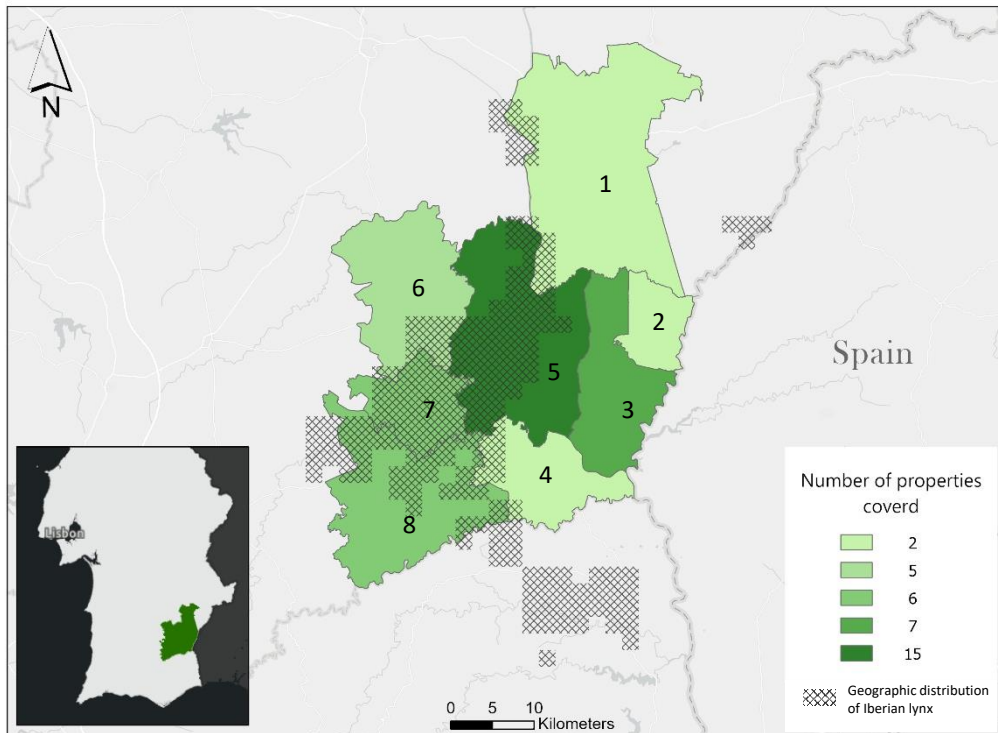 N
1
6
2
Spain
5
7
3
4
8
Lisbon
Number of properties
coverd
2
5
6
7
15
Geographic distribution
of Iberian lynx
0 5 10
Kilometers